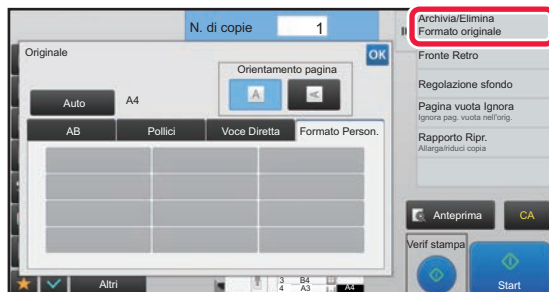 N. di copie 1
Originale
OK
Orientamento pagina
A A
Auto A4
AB Pollici Voce Diretta Formato Person.
Archivia/Elimina
Formato originale
Fronte Retro
Regolazione sfondo
Pagina vuota Ignora
Ignora pag. vuota nell'orig.
Rapporto Ripr.
Allarga/riduci copia
Anteprima CA
Verif stampa
Start
Altri
3 B4
4 A3 A4